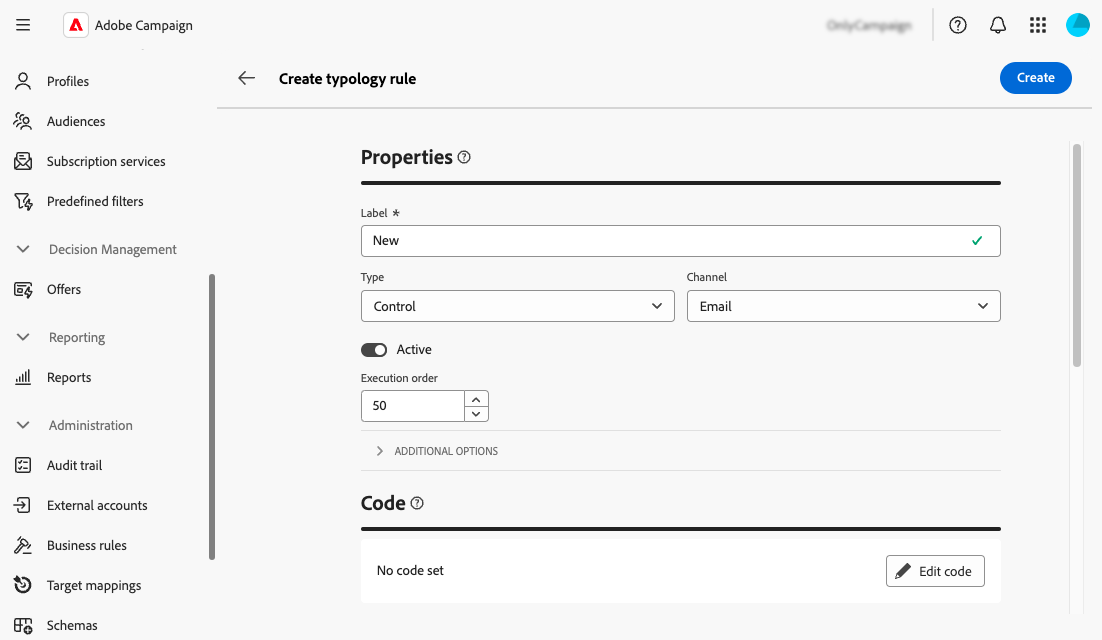 Adobe Campaign
Profiles
Audiences
Subscription services
Predefined filters
Decision Management
Offers
Reporting
Reports
Administration
Audit trail
External accounts
Business rules
Target mappings
Schemas
Create typology rule
Create
Properties
Label *
New
Type
Channel
Control
Email
Active
Execution order
50
ADDITIONAL OPTIONS
Code
No code set
Edit code